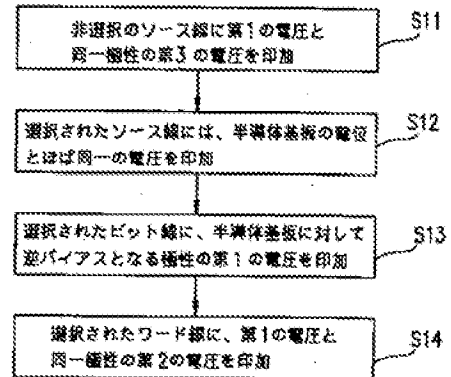 非選択のソース線に第1の電圧と
同一極性の第3の電圧を印加
S11
選択されたソース線には、半導体基板の電位
とほぼ同一の電圧を印加
S12
選択されたビット線に、半導体基板に対して
逆バイアスとなる極性の第1の電圧を印加
S13
選択されたワード線に、第1の電圧と
同一極性の第2の電圧を印加
S14